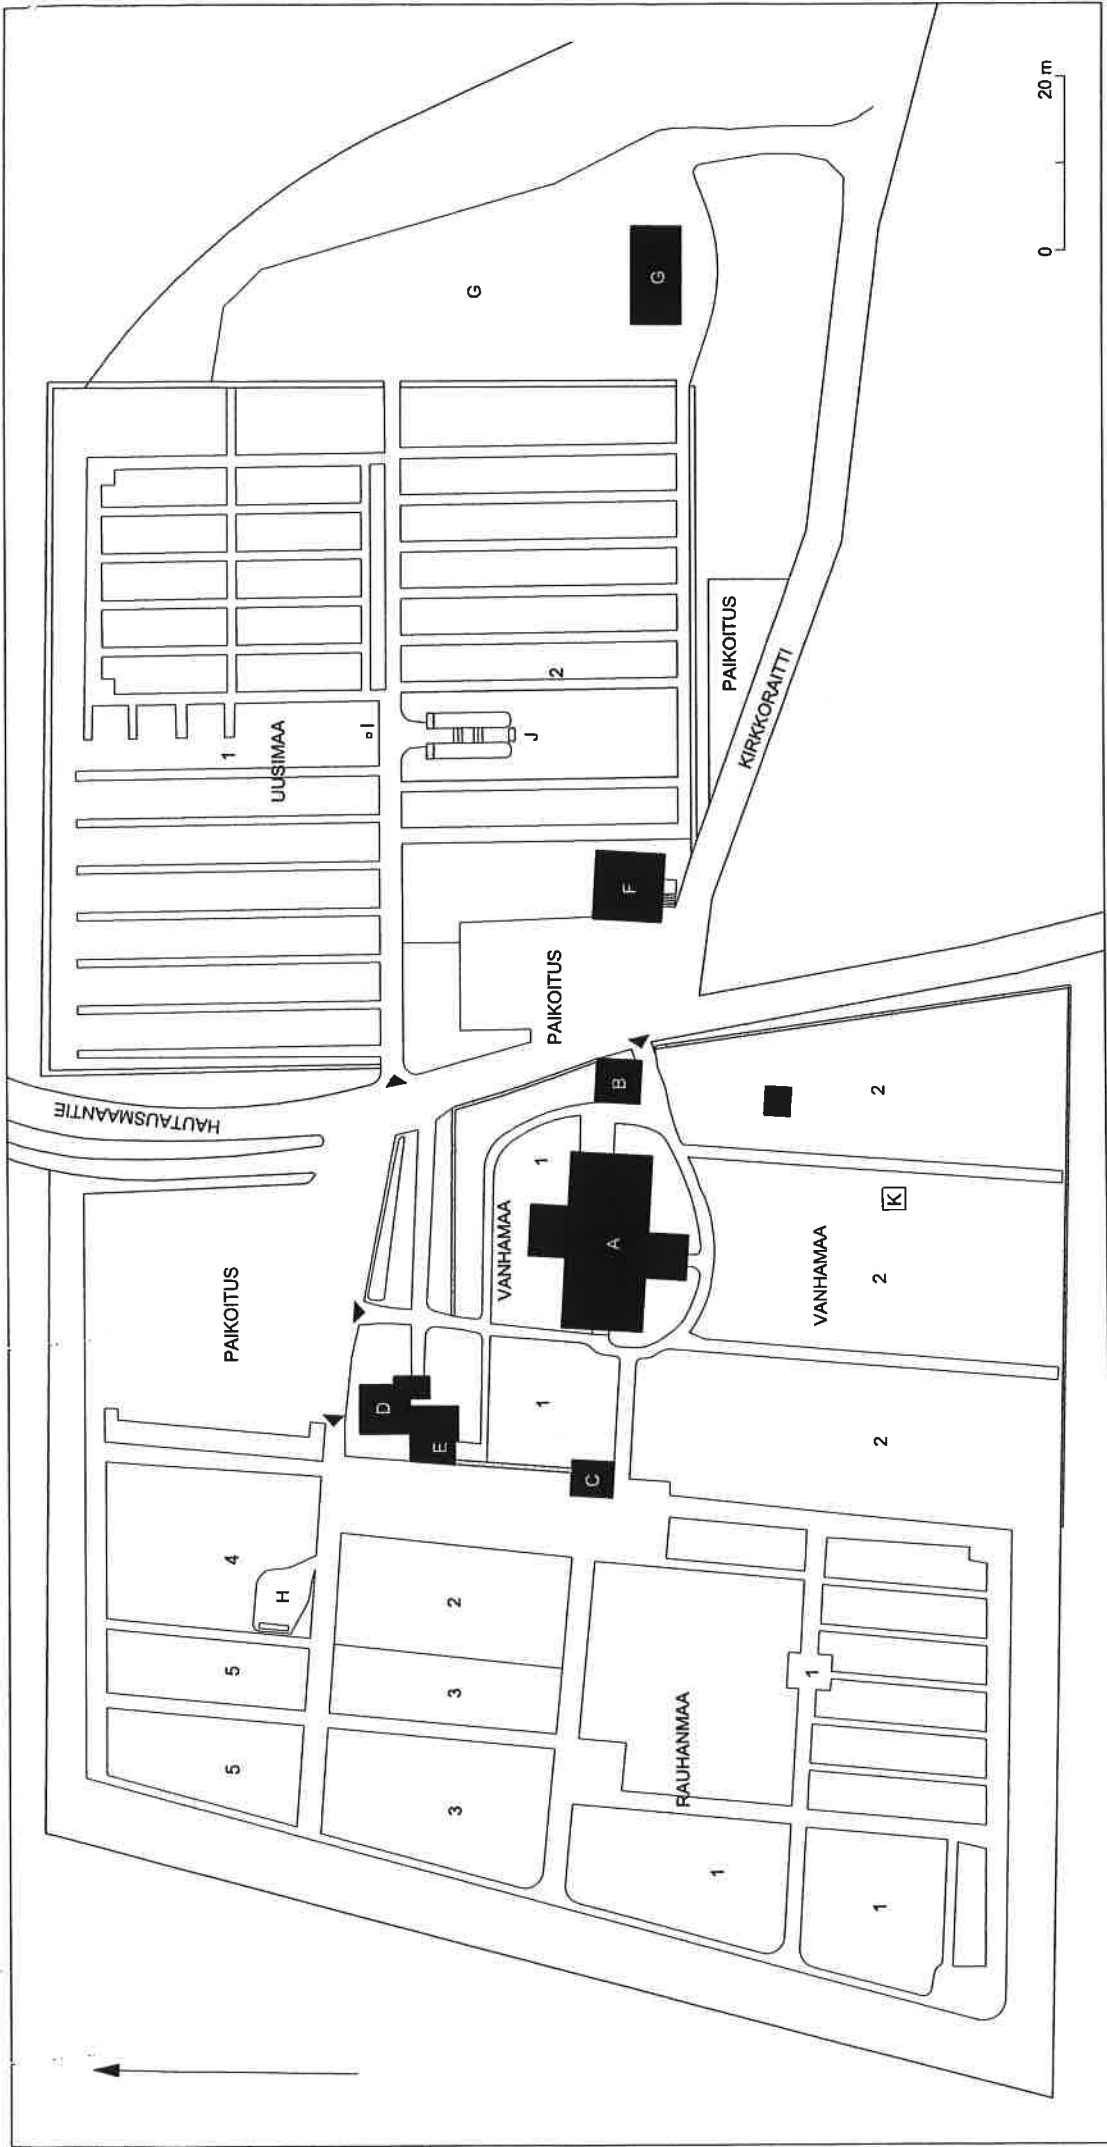 HAUTAUSMAANTIE
UUSIMAA
1
I
J
2
G
G
F
PAIKOITUS
KIRKKORAITTI
PAIKOITUS
0
20 m
PAIKOITUS
VANHAMAA
1
A
B
1
C
D
E
VANHAMAA
2
2
2
K
4
H
5
5
2
3
3
RAUHANMAA
1
1
1